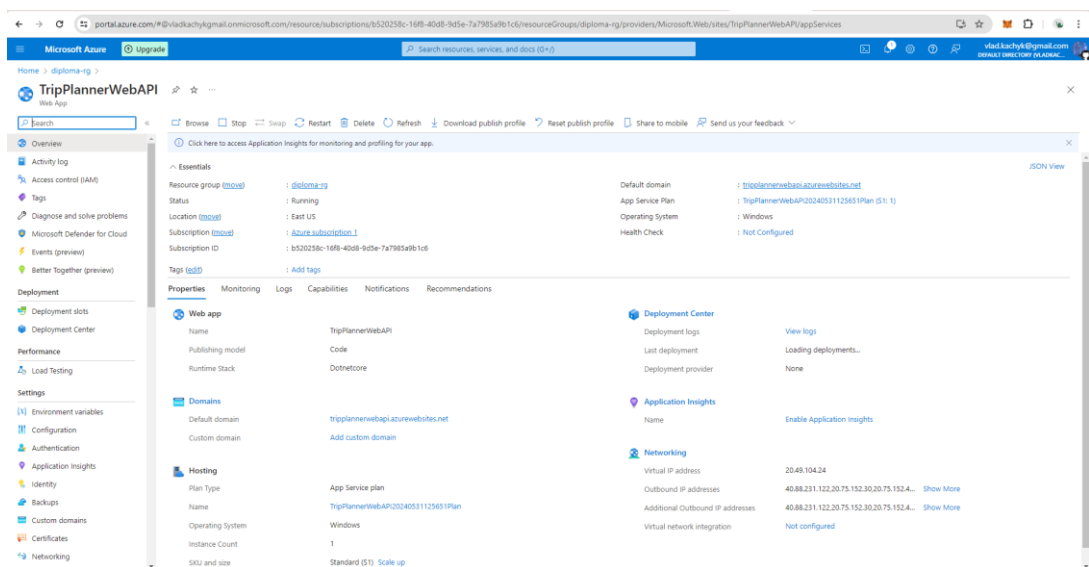 portal.azure.com/#@vladkachykgmail.onmicrosoft.com/resource/subscriptions/b520258c-16f8-40d8-9d5e-7a7985a9b1c6/resourceGroups/diploma-rg/providers/Microsoft.Web/sites/TripPlannerWebAPI/appServices
Microsoft Azure Upgrade Search resources, services, and docs (G+/) 1 vlad.kachyk@gmail.com
DEFAULT DIRECTORY (VLADKAC...
Home > diploma-rg >
TripPlannerWebAPI
Web App
Search
Browse Stop Swap Restart Delete Refresh Download publish profile Reset publish profile Share to mobile Send us your feedback
Overview
Activity log
Access control (IAM)
Tags
Diagnose and solve problems
Microsoft Defender for Cloud
Events (preview)
Better Together (preview)
Deployment
Deployment slots
Deployment Center
Performance
Load Testing
Settings
Environment variables
Configuration
Authentication
Application Insights
Identity
Backups
Custom domains
Certificates
Networking
Click here to access Application Insights for monitoring and profiling for your app.
Essentials JSON View
Resource group (move) : diploma-rg
Status : Running
Location (move) : East US
Subscription (move) : Azure subscription 1
Subscription ID : b520258c-16f8-40d8-9d5e-7a7985a9b1c6
Tags (edit) : Add tags
Default domain : tripplannerwebapi.azurewebsites.net
App Service Plan : TripPlannerWebAPI20240531125651Plan (S1: 1)
Operating System : Windows
Health Check : Not Configured
Properties Monitoring Logs Capabilities Notifications Recommendations
Web app
Name TripPlannerWebAPI
Publishing model Code
Runtime Stack Dotnetcore
Domains
Default domain tripplannerwebapi.azurewebsites.net
Custom domain Add custom domain
Hosting
Plan Type App Service plan
Name TripPlannerWebAPI20240531125651Plan
Operating System Windows
Instance Count 1
SKU and size Standard (S1) Scale up
Deployment Center
Deployment logs View logs
Last deployment Loading deployments...
Deployment provider None
Application Insights
Name Enable Application Insights
Networking
Virtual IP address 20.49.104.24
Outbound IP addresses 40.88.231.122,20.75.152.30,20.75.152.4... Show More
Additional Outbound IP addresses 40.88.231.122,20.75.152.30,20.75.152.4... Show More
Virtual network integration Not configured